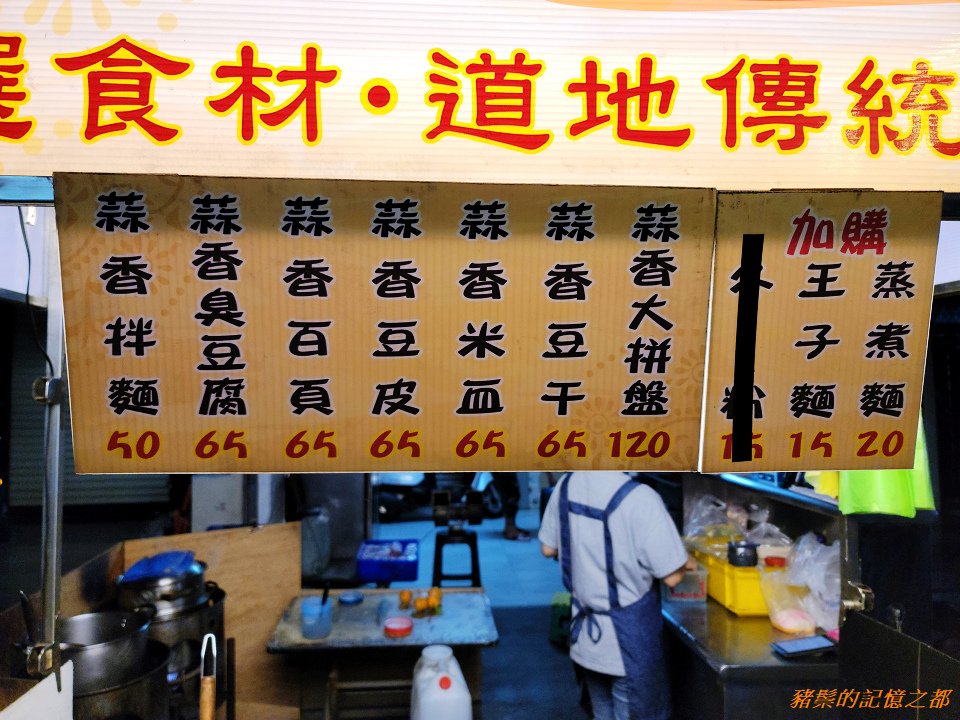 食材·道地傳統
蒜香拌麵
50
蒜香臭豆腐
65
蒜香百頁
65
蒜香豆皮
65
蒜香米血
65
蒜香豆干
65
蒜香大拼盤
120
加購
粉
15
王子麵
15
蒸煮麵
20
豬鬃的記憶之都